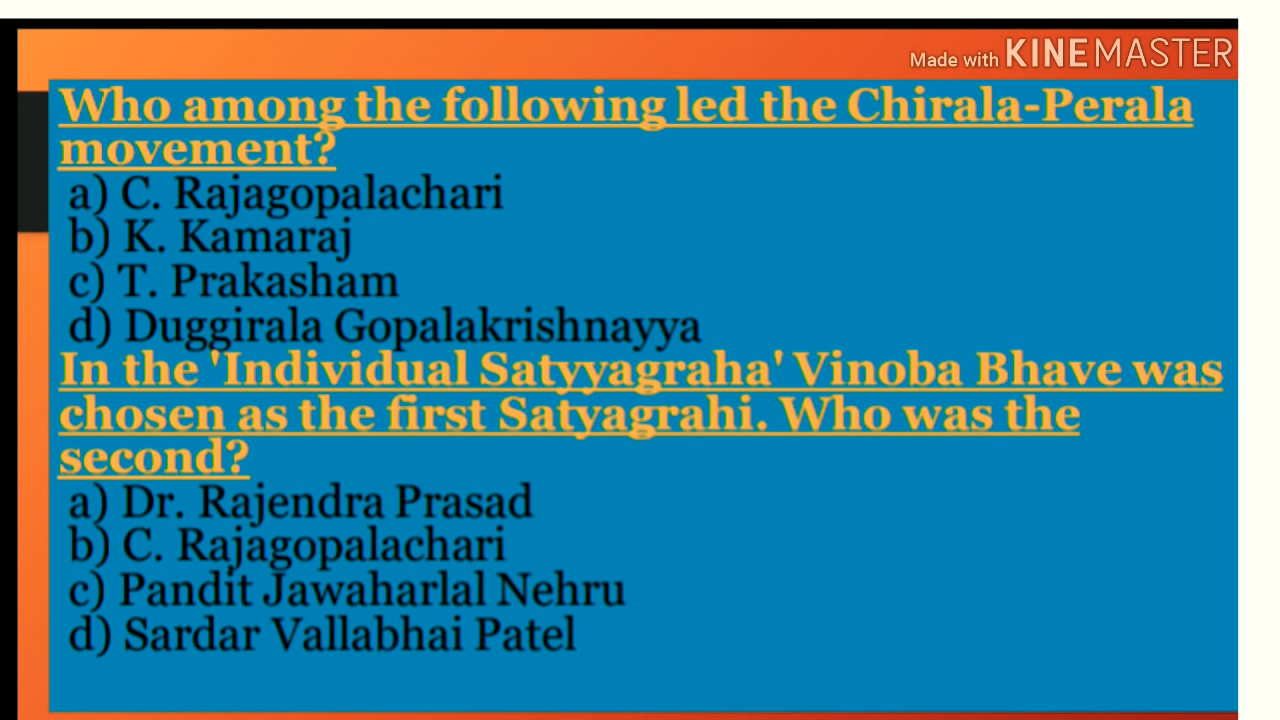 Made with KINEMASTER
Who among the following led the Chirala-Perala
movement?
a) C. Rajagopalachari
b) K. Kamaraj
c) T. Prakasham
d) Duggirala Gopalakrishnayya
In the 'Individual Satyyagraha' Vinoba Bhave was
chosen as the first Satyagrahi. Who was the
second?
a) Dr. Rajendra Prasad
b) C. Rajagopalachari
c) Pandit Jawaharlal Nehru
d) Sardar Vallabhai Patel